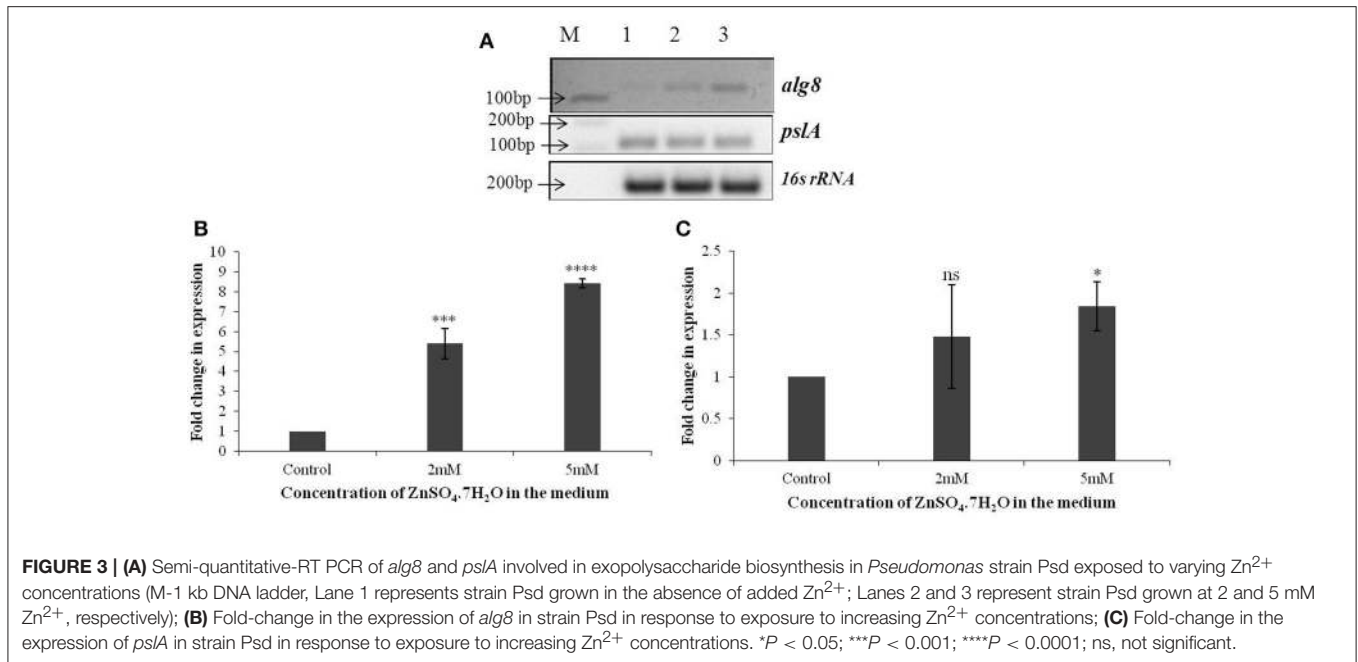 A
M 1 2 3
alg8
100bp
200bp
pslA
100bp
200bp
16s rRNA
B
Fold change in expression
10
9
8
7
6
5
4
3
2
1
0
***
****
Control 2mM 5mM
Concentration of ZnSO₄.7H₂O in the medium
C
Fold change in expression
2.5
2
1.5
1
0.5
0
ns
*
Control 2mM 5mM
Concentration of ZnSO₄.7H₂O in the medium
FIGURE 3 | (A) Semi-quantitative-RT PCR of alg8 and pslA involved in exopolysaccharide biosynthesis in Pseudomonas strain Psd exposed to varying Zn²⁺
concentrations (M-1 kb DNA ladder, Lane 1 represents strain Psd grown in the absence of added Zn²⁺; Lanes 2 and 3 represent strain Psd grown at 2 and 5 mM
Zn²⁺, respectively); (B) Fold-change in the expression of alg8 in strain Psd in response to exposure to increasing Zn²⁺ concentrations; (C) Fold-change in the
expression of pslA in strain Psd in response to exposure to increasing Zn²⁺ concentrations. *P < 0.05; ***P < 0.001; ****P < 0.0001; ns, not significant.